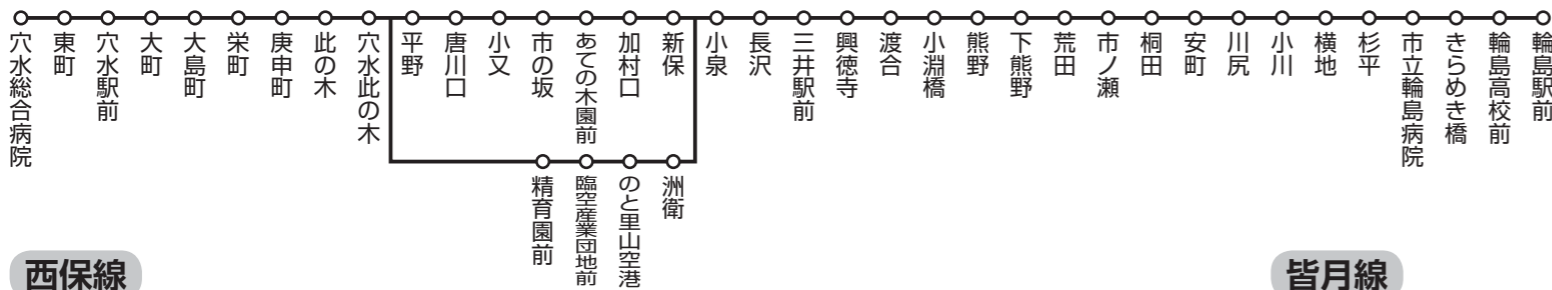 穴水総合病院
東町
穴水駅前
大町
大島町
栄町
庚申町
此の木
穴水此の木
平野
唐川口
小又
市の坂
あての木園前
加村口
新保
小泉
長沢
三井駅前
興徳寺
渡合
小淵橋
熊野
下熊野
荒田
市ノ瀬
桐田
安町
川尻
小川
横地
杉平
市立輪島病院
きらめき橋
輪島高校前
輪島駅前
精育園前
臨空産業団地前
のと里山空港
洲衛
西保線
皆月線